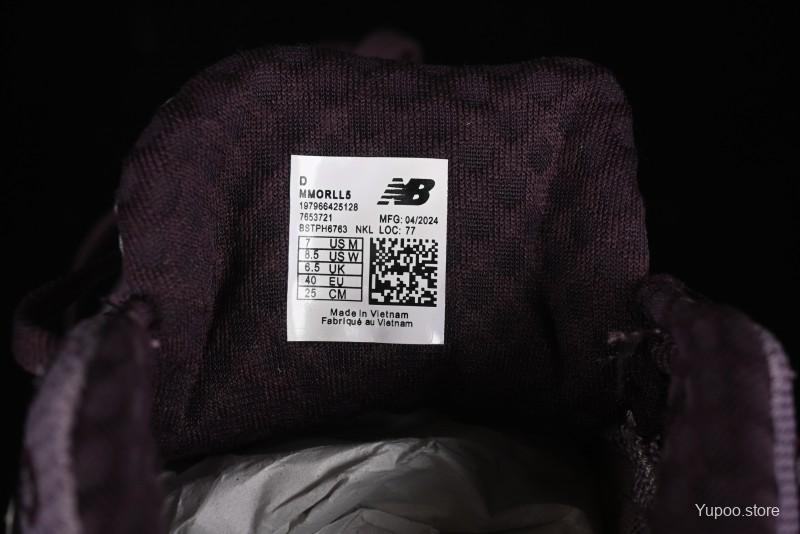 D
MMORLL5
197966425128
7653721
MFG: 04/2024
BSTPH6763 NKL LOC: 77
7 US M
8.5 US W
6.5 UK
40 EU
25 CM
NB
Made in Vietnam
Fabriqué au Vietnam
Yupoo.store